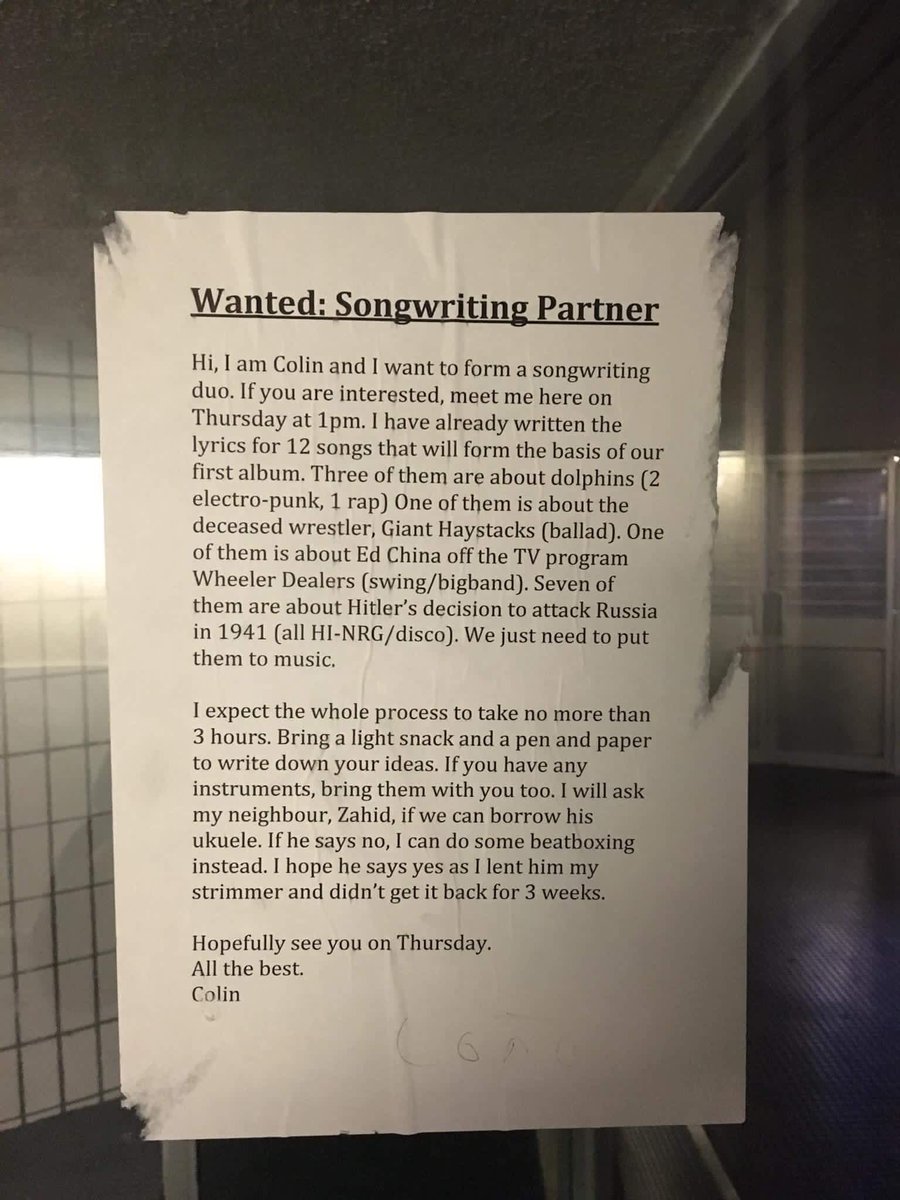 Wanted: Songwriting Partner
Hi, I am Colin and I want to form a songwriting
duo. If you are interested, meet me here on
Thursday at 1pm. I have already written the
lyrics for 12 songs that will form the basis of our
first album. Three of them are about dolphins (2
electro-punk, 1 rap) One of them is about the
deceased wrestler, Giant Haystacks (ballad). One
of them is about Ed China off the TV program
Wheeler Dealers (swing/bigband). Seven of
them are about Hitler's decision to attack Russia
in 1941 (all HI-NRG/disco). We just need to put
them to music.
I expect the whole process to take no more than
3 hours. Bring a light snack and a pen and paper
to write down your ideas. If you have any
instruments, bring them with you too. I will ask
my neighbour, Zahid, if we can borrow his
ukuele. If he says no, I can do some beatboxing
instead. I hope he says yes as I lent him my
strimmer and didn't get it back for 3 weeks.
Hopefully see you on Thursday.
All the best.
Colin